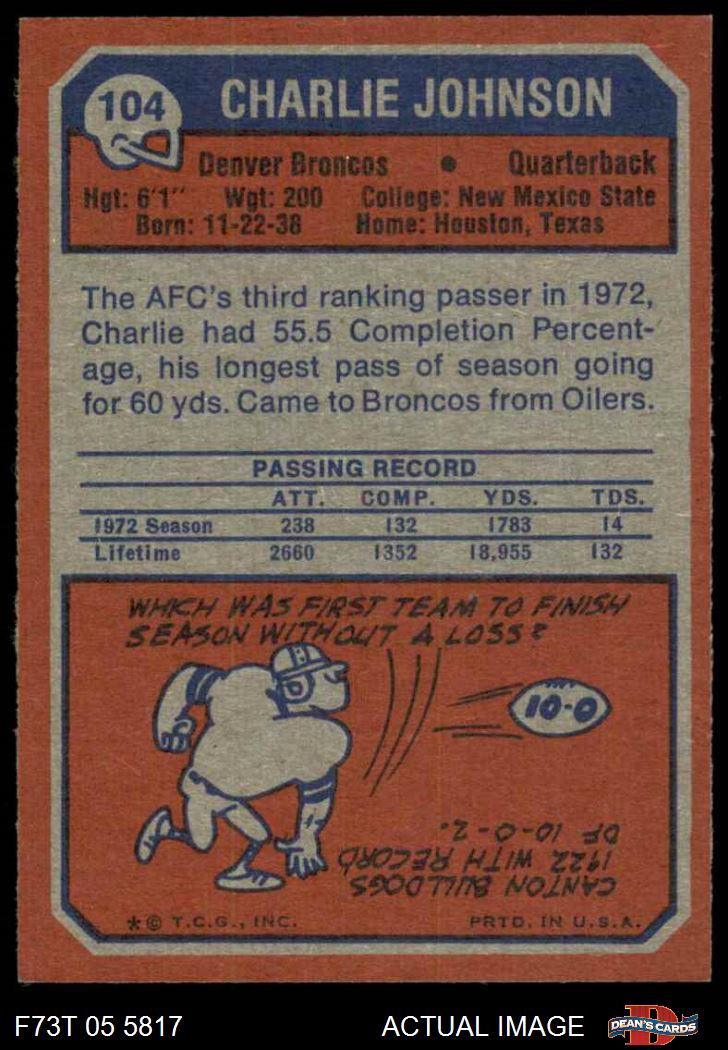 104
CHARLIE JOHNSON
Denver Broncos • Quarterback
Hgt: 6'1" Wgt: 200 College: New Mexico State
Born: 11-22-38 Home: Houston, Texas
The AFC's third ranking passer in 1972,
Charlie had 55.5 Completion Percent-
age, his longest pass of season going
for 60 yds. Came to Broncos from Oilers.
PASSING RECORD
ATT. COMP. YDS. TDS.
1972 Season 238 132 1783 14
Lifetime 2660 1352 18,955 132
WHICH WAS FIRST TEAM TO FINISH
SEASON WITHOUT A LOSS?
10-0
CANTON BULLDOGS
1922 WITH RECORD
OF 10-0-2.
* © T.C.G., INC. PRTD. IN U.S.A.
F73T 05 5817 ACTUAL IMAGE
D
DEAN'S CARDS